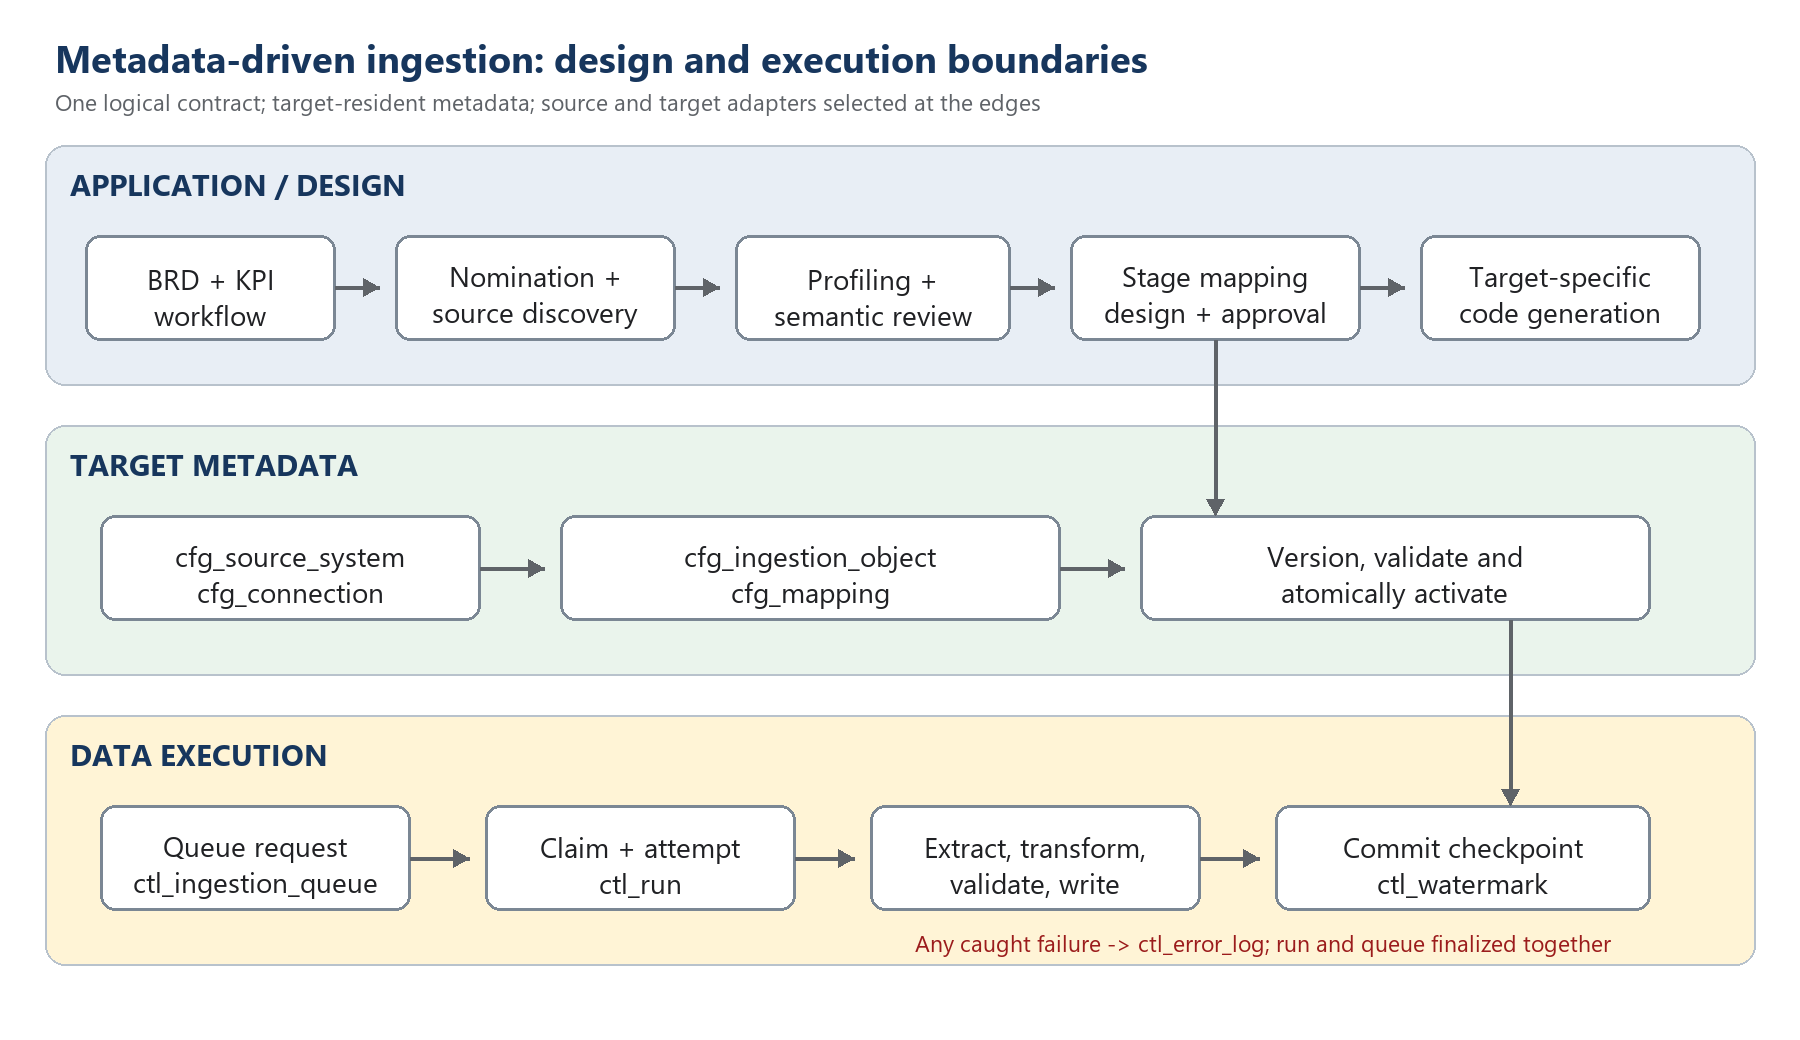 Metadata-driven ingestion: design and execution boundaries
One logical contract; target-resident metadata; source and target adapters selected at the edges
APPLICATION / DESIGN
BRD + KPI
workflow
Nomination +
source discovery
Profiling +
semantic review
Stage mapping
design + approval
Target-specific
code generation
TARGET METADATA
cfg_source_system
cfg_connection
cfg_ingestion_object
cfg_mapping
Version, validate and
atomically activate
DATA EXECUTION
Queue request
ctl_ingestion_queue
Claim + attempt
ctl_run
Extract, transform,
validate, write
Commit checkpoint
ctl_watermark
Any caught failure -> ctl_error_log; run and queue finalized together